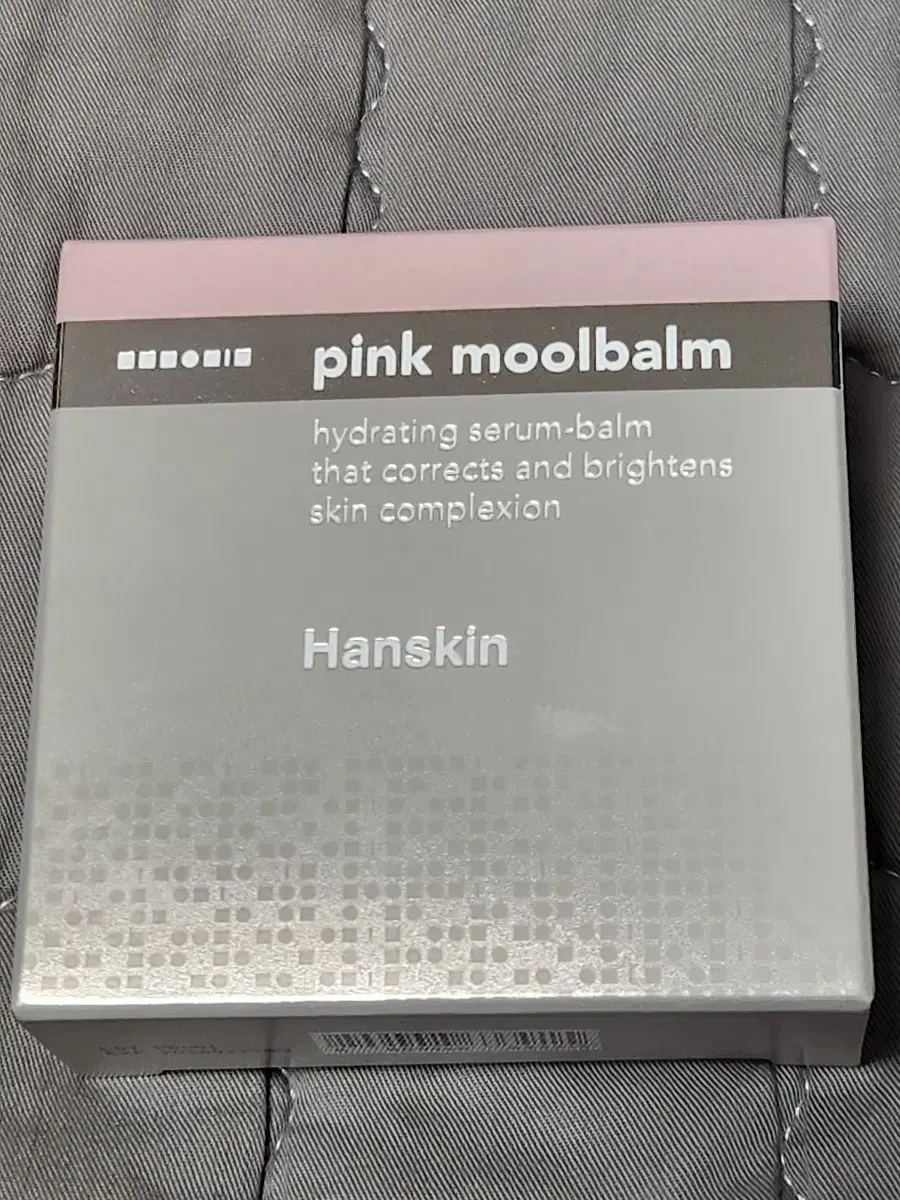 pink moolbalm
hydrating serum-balm
that corrects and brightens
skin complexion
Hanskin